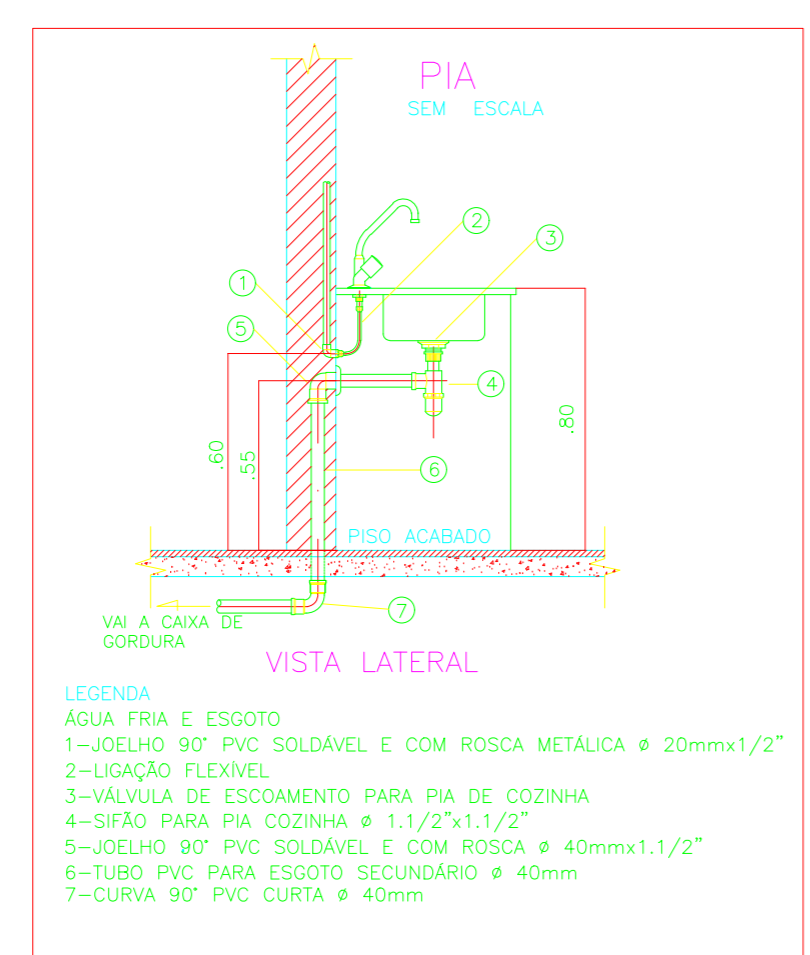 PIA
SEM ESCALA
2
3
1
5
4
.80
.60
.55
6
PISO ACABADO
7
VAI A CAIXA DE
GORDURA
VISTA LATERAL
LEGENDA
ÁGUA FRIA E ESGOTO
1-JOELHO 90° PVC SOLDÁVEL E COM ROSCA METÁLICA ø 20mmx1/2"
2-LIGAÇÃO FLEXÍVEL
3-VÁLVULA DE ESCOAMENTO PARA PIA DE COZINHA
4-SIFÃO PARA PIA COZINHA ø 1.1/2"x1.1/2"
5-JOELHO 90° PVC SOLDÁVEL E COM ROSCA ø 40mmx1.1/2"
6-TUBO PVC PARA ESGOTO SECUNDÁRIO ø 40mm
7-CURVA 90° PVC CURTA ø 40mm